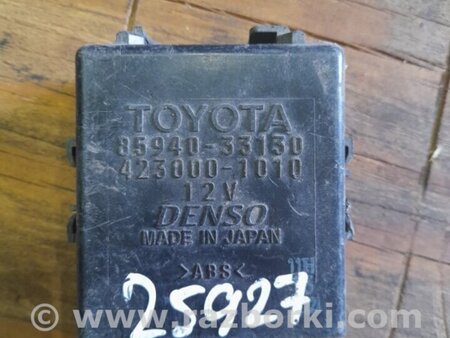 TOYOTA
85940-33130
423000-1010
12V
DENSO
MADE IN JAPAN
>ABS<
25927
© www.razborki.com